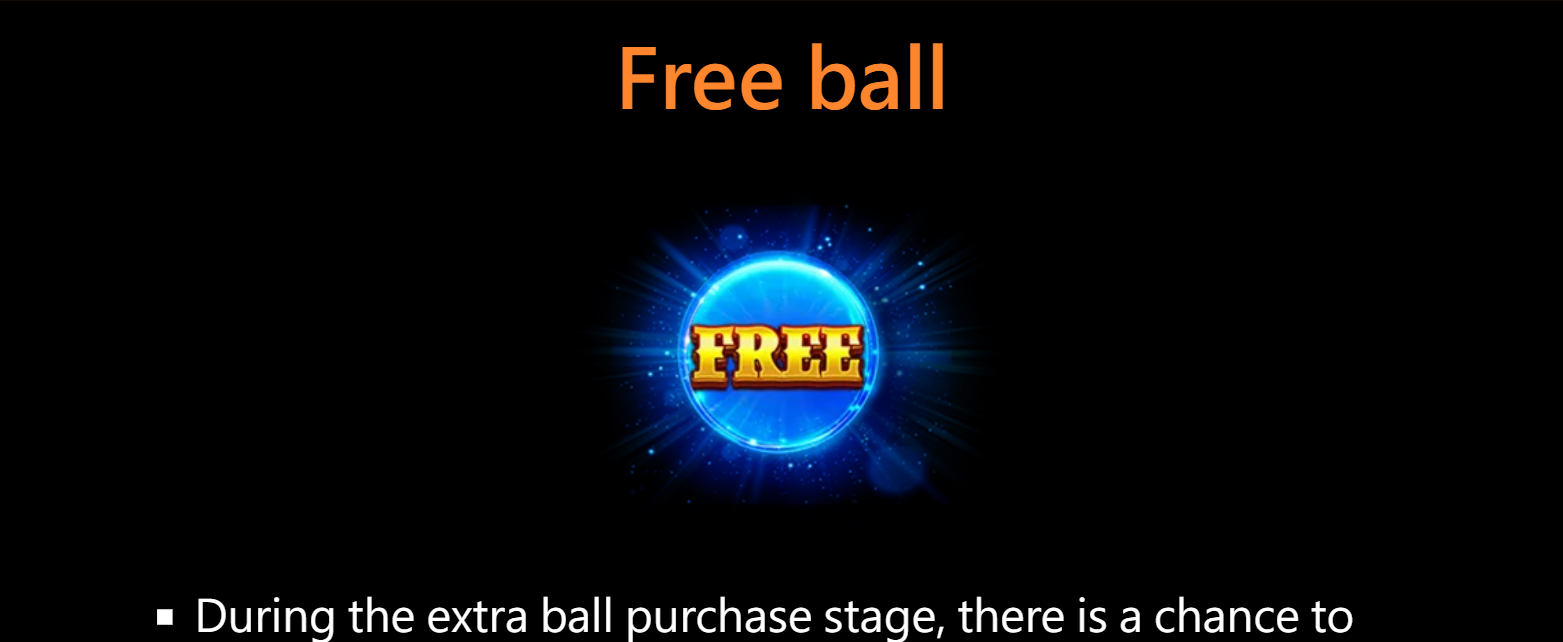 Free ball
FREE
▪ During the extra ball purchase stage, there is a chance to